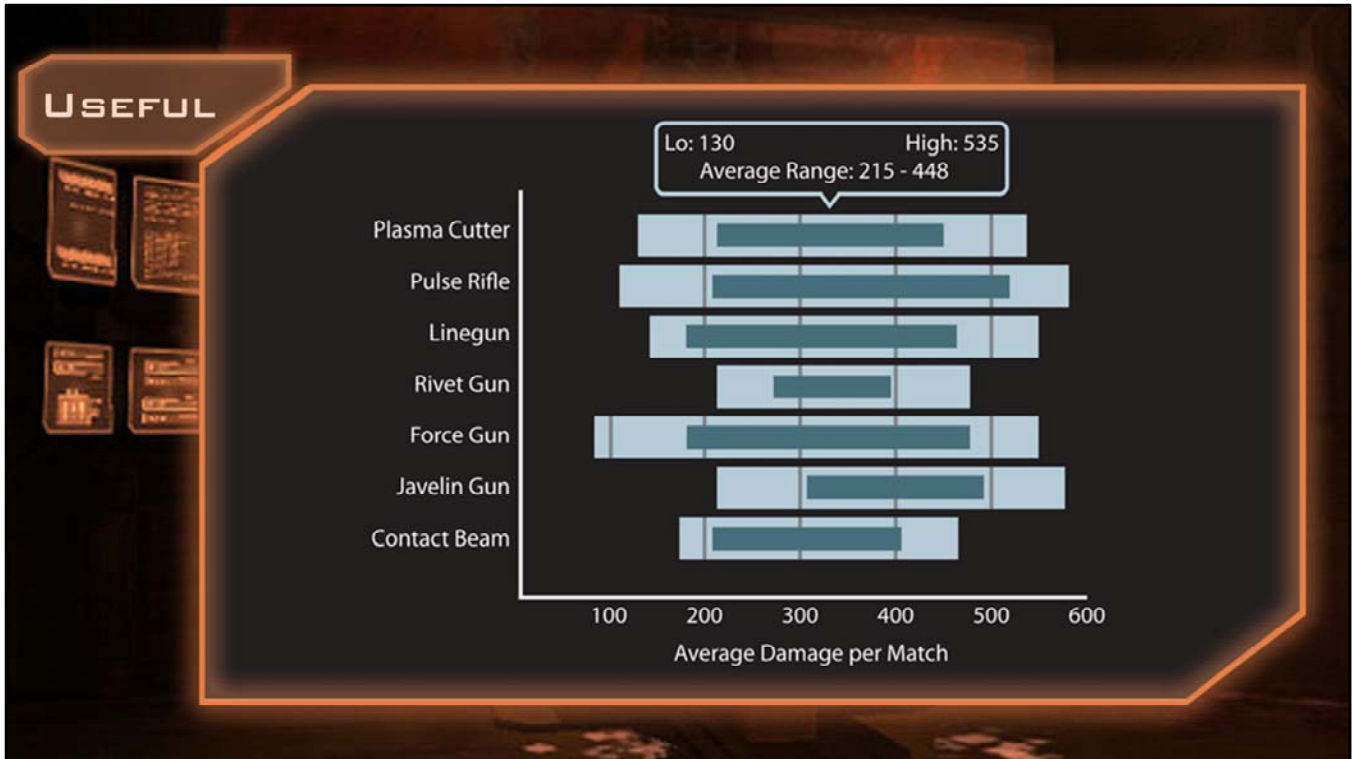 USEFUL
Lo: 130 High: 535
Average Range: 215 - 448
Plasma Cutter
Pulse Rifle
Linegun
Rivet Gun
Force Gun
Javelin Gun
Contact Beam
100 200 300 400 500 600
Average Damage per Match